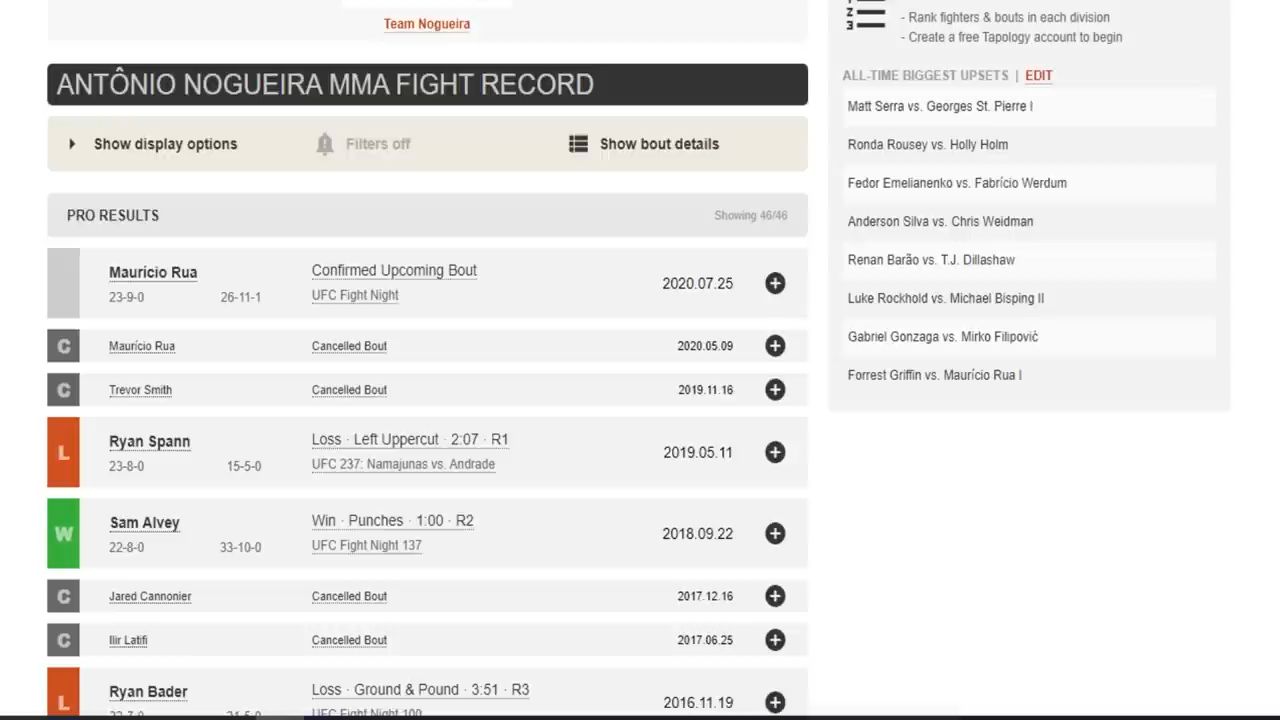 Team Nogueira
ANTÔNIO NOGUEIRA MMA FIGHT RECORD
Show display options
Filters off
Show bout details
PRO RESULTS
Showing 46/46
Maurício Rua
Confirmed Upcoming Bout
2020.07.25
23-9-0
26-11-1
UFC Fight Night
C
Maurício Rua
Cancelled Bout
2020.05.09
C
Trevor Smith
Cancelled Bout
2019.11.16
L
Ryan Spann
Loss · Left Uppercut · 2:07 · R1
2019.05.11
23-8-0
15-5-0
UFC 237: Namajunas vs. Andrade
W
Sam Alvey
Win · Punches · 1:00 · R2
2018.09.22
22-8-0
33-10-0
UFC Fight Night 137
C
Jared Cannonier
Cancelled Bout
2017.12.16
C
Ilir Latifi
Cancelled Bout
2017.06.25
L
Ryan Bader
Loss · Ground & Pound · 3:51 · R3
2016.11.19
UFC Fight Night 100
- Rank fighters & bouts in each division
- Create a free Tapology account to begin
ALL-TIME BIGGEST UPSETS | EDIT
Matt Serra vs. Georges St. Pierre I
Ronda Rousey vs. Holly Holm
Fedor Emelianenko vs. Fabrício Werdum
Anderson Silva vs. Chris Weidman
Renan Barão vs. T.J. Dillashaw
Luke Rockhold vs. Michael Bisping II
Gabriel Gonzaga vs. Mirko Filipovič
Forrest Griffin vs. Maurício Rua I